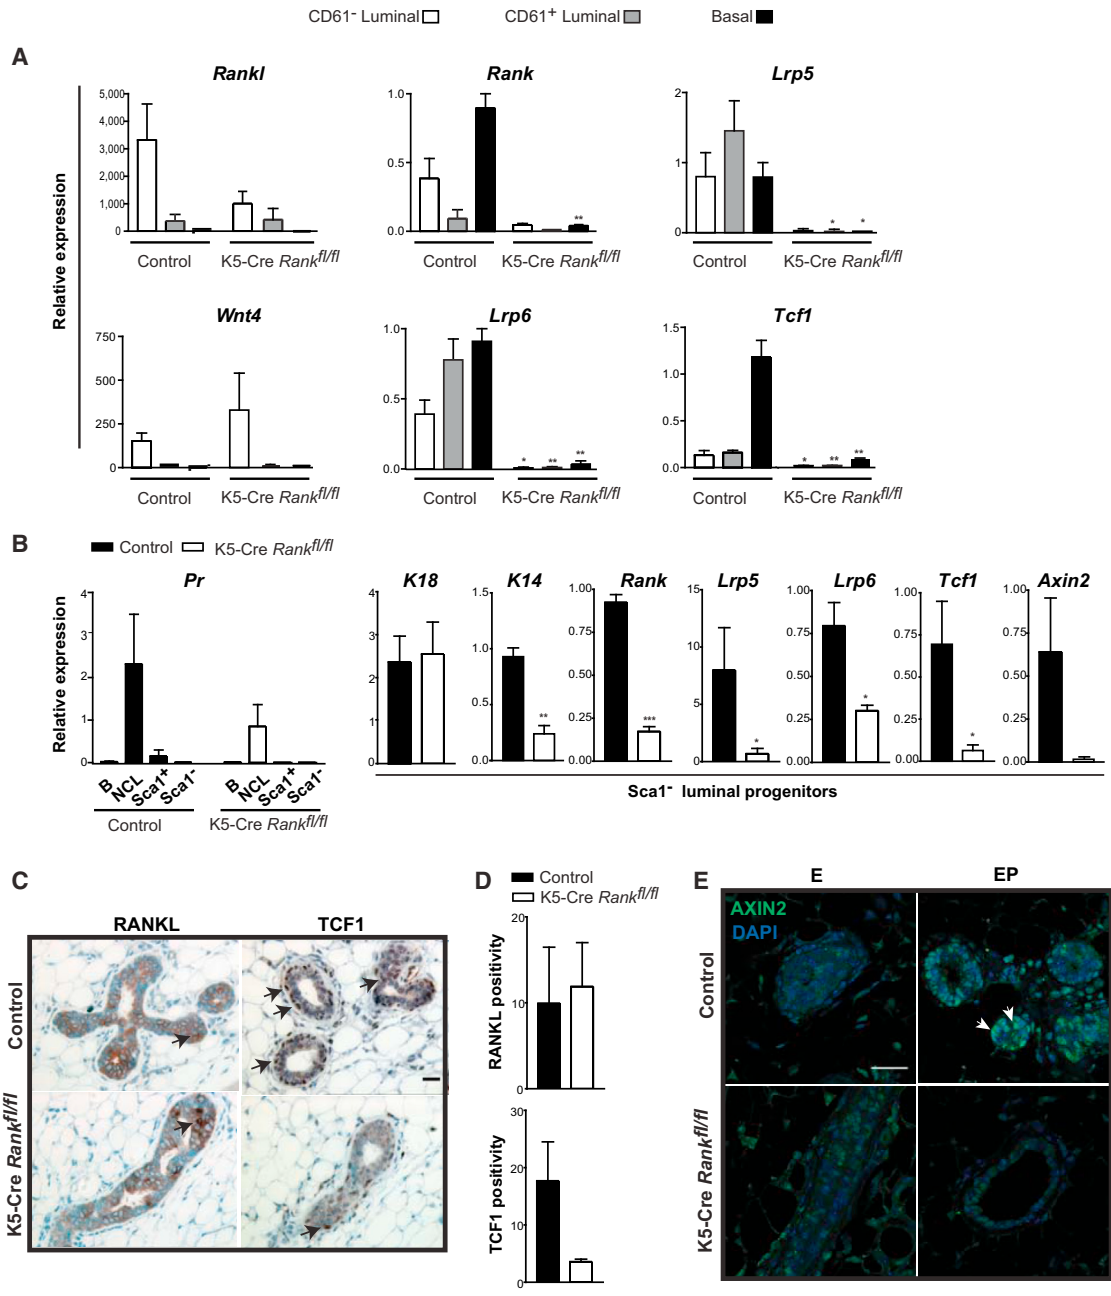 CD61- Luminal CD61+ Luminal Basal
A
Relative expression
Rankl
5,000
4,000
3,000
2,000
1,000
0
Control K5-Cre Rankfl/fl
Rank
1.0
0.5
0.0
**
Control K5-Cre Rankfl/fl
Lrp5
2
1
0
* *
Control K5-Cre Rankfl/fl
Wnt4
750
500
250
0
Control K5-Cre Rankfl/fl
Lrp6
1.0
0.5
0.0
* ** **
Control K5-Cre Rankfl/fl
Tcf1
1.5
1.0
0.5
0.0
* ** **
Control K5-Cre Rankfl/fl
B
Control K5-Cre Rankfl/fl
Relative expression
Pr
4
3
2
1
0
B NCL Sca1+ Sca1- B NCL Sca1+ Sca1-
Control K5-Cre Rankfl/fl
K18
4
3
2
1
0
K14
1.5
1.0
0.5
0.0
**
Rank
1.00
0.75
0.50
0.25
0.00
***
Lrp5
15
10
5
0
*
Lrp6
1.00
0.75
0.50
0.25
0.00
*
Tcf1
1.00
0.75
0.50
0.25
0.00
*
Axin2
1.00
0.75
0.50
0.25
0.00
Sca1- luminal progenitors
C
RANKL TCF1
Control
K5-Cre Rankfl/fl
D
Control
K5-Cre Rankfl/fl
RANKL positivity
20
10
0
TCF1 positivity
30
20
10
0
E
E EP
AXIN2
DAPI
Control
K5-Cre Rankfl/fl